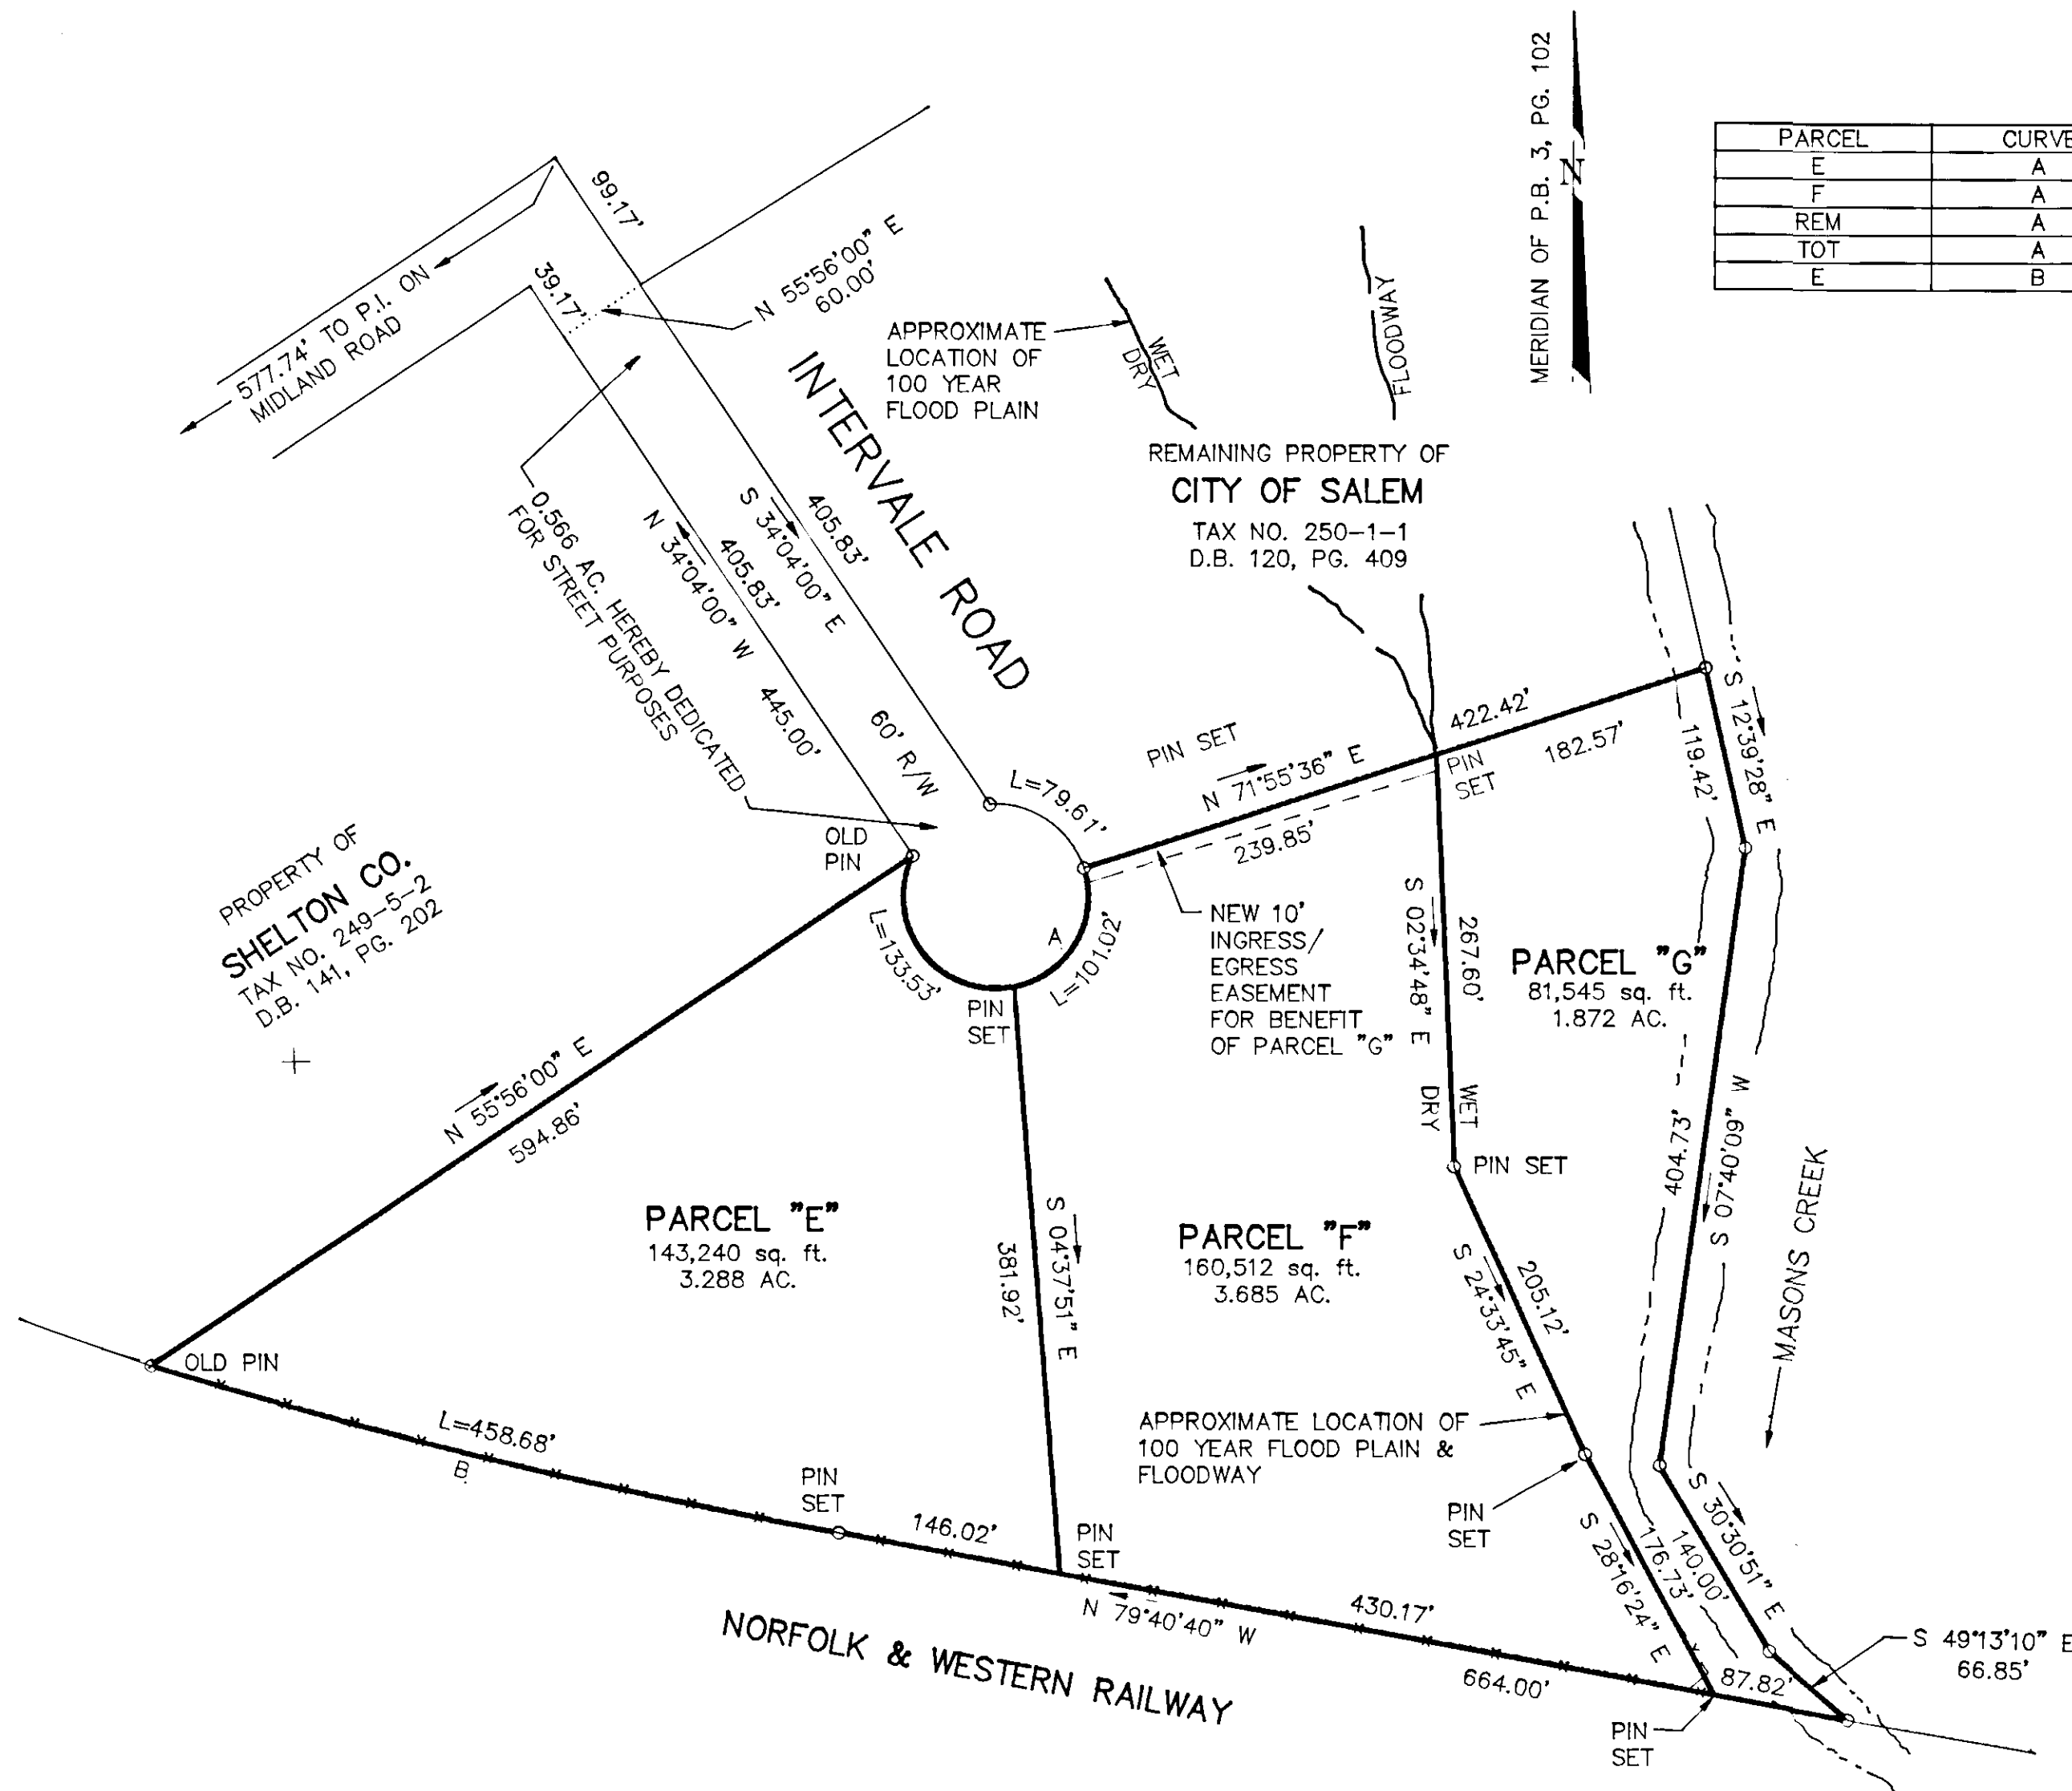 MERIDIAN OF P.B. 3, PG. 102
N
PARCEL CURVE
E A
F A
REM A
TOT A
E B
99.17'
39.17'
N 55°56'00" E
60.00'
577.74' TO P.I. ON
MIDLAND ROAD
APPROXIMATE
LOCATION OF
100 YEAR
FLOOD PLAIN
WET
DRY
FLOODWAY
INTERVALE ROAD
REMAINING PROPERTY OF
CITY OF SALEM
TAX NO. 250-1-1
D.B. 120, PG. 409
0.566 AC. HEREBY DEDICATED
FOR STREET PURPOSES
S 34°04'00" E
405.83'
N 34°04'00" W
405.83'
445.00'
60' R/W
L=79.61'
OLD
PIN
PIN SET
N 71°55'36" E
239.85'
422.42'
182.57'
PIN
SET
S 12°39'28" E
119.42'
PROPERTY OF
SHELTON CO.
TAX NO. 249-5-2
D.B. 141, PG. 202
L=133.53'
A
L=101.02'
PIN
SET
NEW 10'
INGRESS/
EGRESS
EASEMENT
FOR BENEFIT
OF PARCEL "G"
S 02°34'48" E
267.60'
DRY
WET
PARCEL "G"
81,545 sq. ft.
1.872 AC.
N 55°56'00" E
594.86'
PIN SET
404.73'
S 07°40'09" W
MASONS CREEK
PARCEL "E"
143,240 sq. ft.
3.288 AC.
S 04°37'51" E
381.92'
PARCEL "F"
160,512 sq. ft.
3.685 AC.
S 24°33'45" E
205.12'
OLD PIN
L=458.68'
B
PIN
SET
146.02'
PIN
SET
APPROXIMATE LOCATION OF
100 YEAR FLOOD PLAIN &
FLOODWAY
PIN
SET
S 28°16'24" E
176.73'
140.00'
S 30°30'51" E
S 49°13'10" E
66.85'
N 79°40'40" W
430.17'
664.00'
87.82'
PIN
SET
NORFOLK & WESTERN RAILWAY